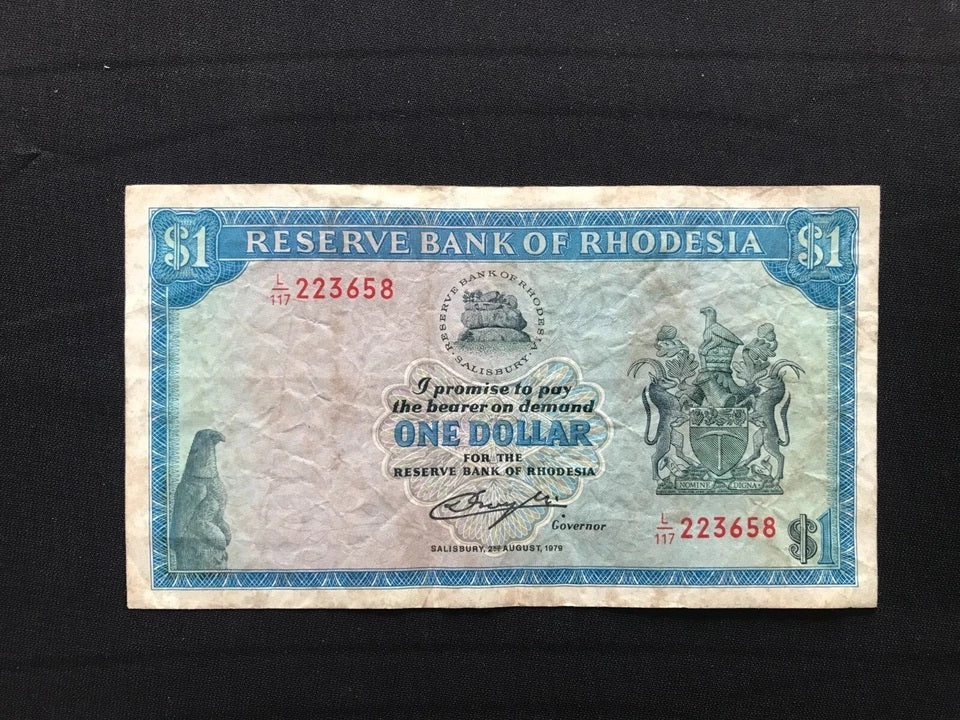 $1 RESERVE BANK OF RHODESIA $1
L/117 223658
RESERVE BANK OF RHODESIA
SALISBURY
I promise to pay
the bearer on demand
ONE DOLLAR
FOR THE
RESERVE BANK OF RHODESIA
Governor
SALISBURY, 2ND AUGUST, 1979
NOMINE DIGNA
L/117 223658
$1